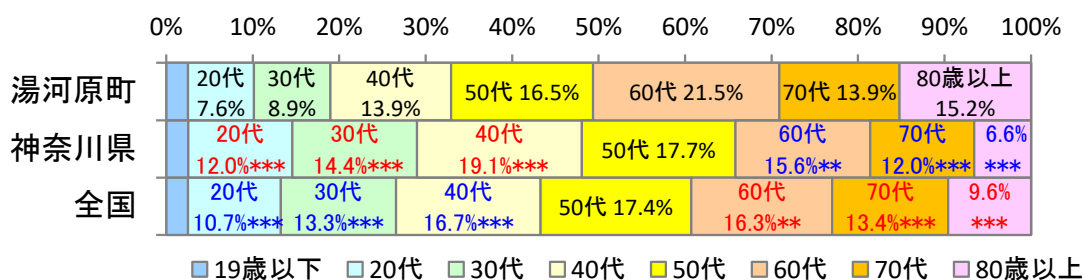 0% 10% 20% 30% 40% 50% 60% 70% 80% 90% 100%
湯河原町
20代
7.6%
30代
8.9%
40代
13.9%
50代 16.5%
60代 21.5%
70代 13.9%
80歳以上
15.2%
神奈川県
20代
12.0%***
30代
14.4%***
40代
19.1%***
50代 17.7%
60代
15.6%**
70代
12.0%***
6.6%
***
全国
20代
10.7%***
30代
13.3%***
40代
16.7%***
50代 17.4%
60代
16.3%**
70代
13.4%***
9.6%
***
19歳以下 20代 30代 40代 50代 60代 70代 80歳以上